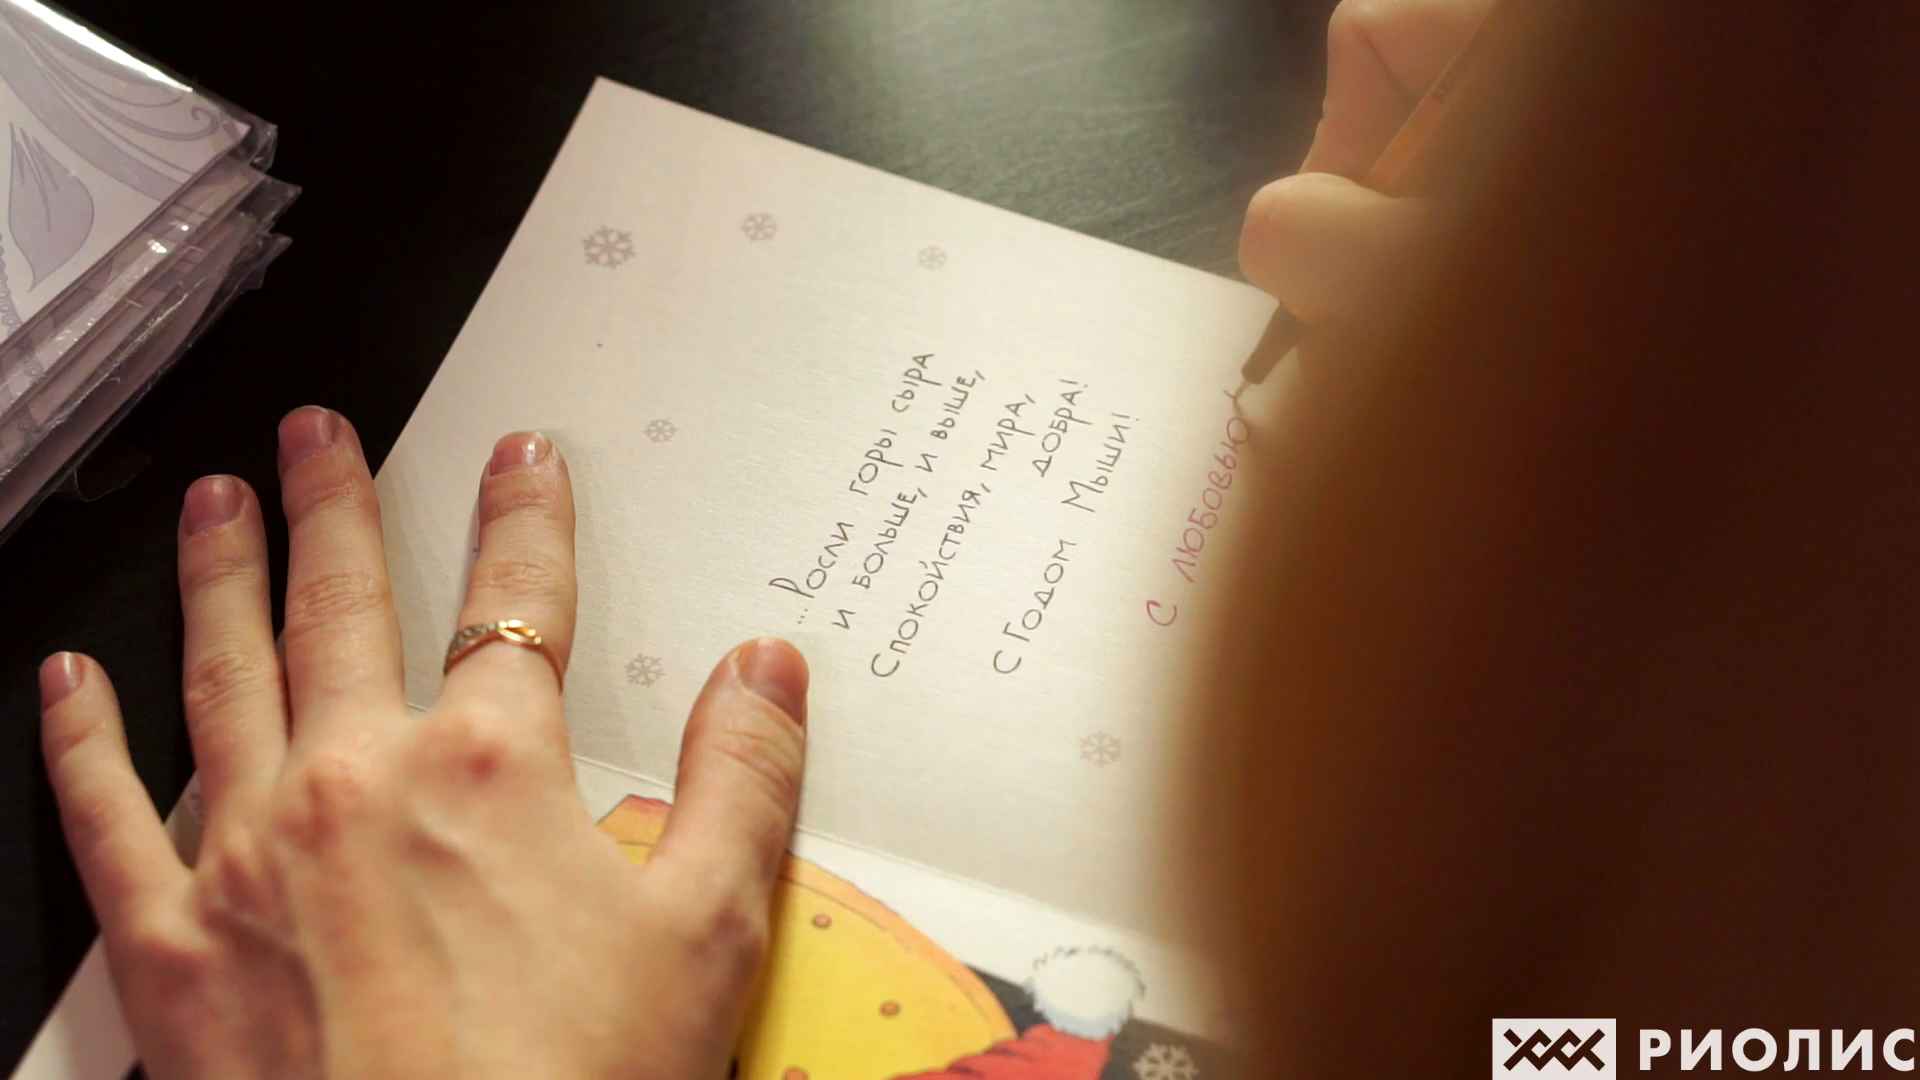 ...Росли горы сыра
и больше, и выше,
Спокойствия, мира,
добра!
С Годом Мыши!
С любовью
РИОЛИС